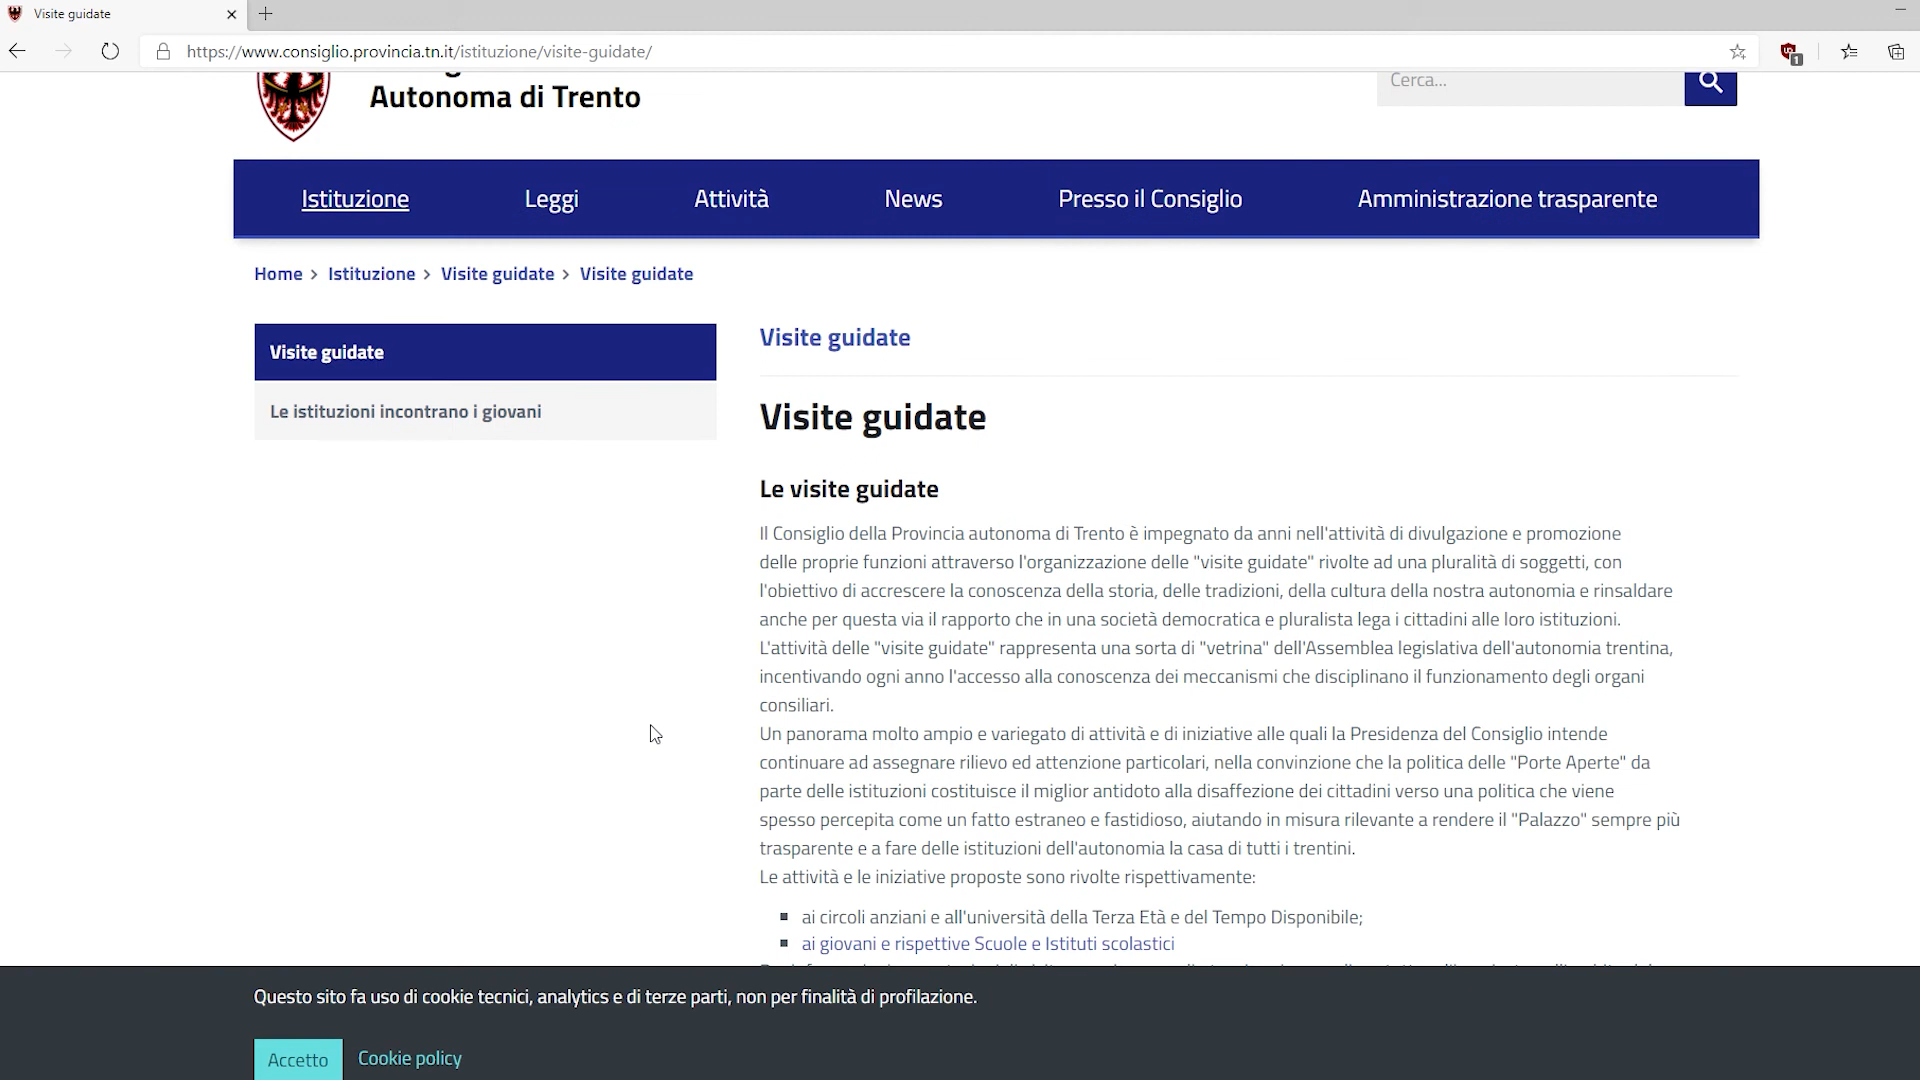 Visite guidate
https://www.consiglio.provincia.tn.it/istituzione/visite-guidate/
1
Autonoma di Trento
Cerca...
Istituzione
Leggi
Attività
News
Presso il Consiglio
Amministrazione trasparente
Home > Istituzione > Visite guidate > Visite guidate
Visite guidate
Le istituzioni incontrano i giovani
Visite guidate
Visite guidate
Le visite guidate
Il Consiglio della Provincia autonoma di Trento è impegnato da anni nell'attività di divulgazione e promozione
delle proprie funzioni attraverso l'organizzazione delle "visite guidate" rivolte ad una pluralità di soggetti, con
l'obiettivo di accrescere la conoscenza della storia, delle tradizioni, della cultura della nostra autonomia e rinsaldare
anche per questa via il rapporto che in una società democratica e pluralista lega i cittadini alle loro istituzioni.
L'attività delle "visite guidate" rappresenta una sorta di "vetrina" dell'Assemblea legislativa dell'autonomia trentina,
incentivando ogni anno l'accesso alla conoscenza dei meccanismi che disciplinano il funzionamento degli organi
consiliari.
Un panorama molto ampio e variegato di attività e di iniziative alle quali la Presidenza del Consiglio intende
continuare ad assegnare rilievo ed attenzione particolari, nella convinzione che la politica delle "Porte Aperte" da
parte delle istituzioni costituisce il miglior antidoto alla disaffezione dei cittadini verso una politica che viene
spesso percepita come un fatto estraneo e fastidioso, aiutando in misura rilevante a rendere il "Palazzo" sempre più
trasparente e a fare delle istituzioni dell'autonomia la casa di tutti i trentini.
Le attività e le iniziative proposte sono rivolte rispettivamente:
ai circoli anziani e all'università della Terza Età e del Tempo Disponibile;
ai giovani e rispettive Scuole e Istituti scolastici
Questo sito fa uso di cookie tecnici, analytics e di terze parti, non per finalità di profilazione.
Accetto
Cookie policy